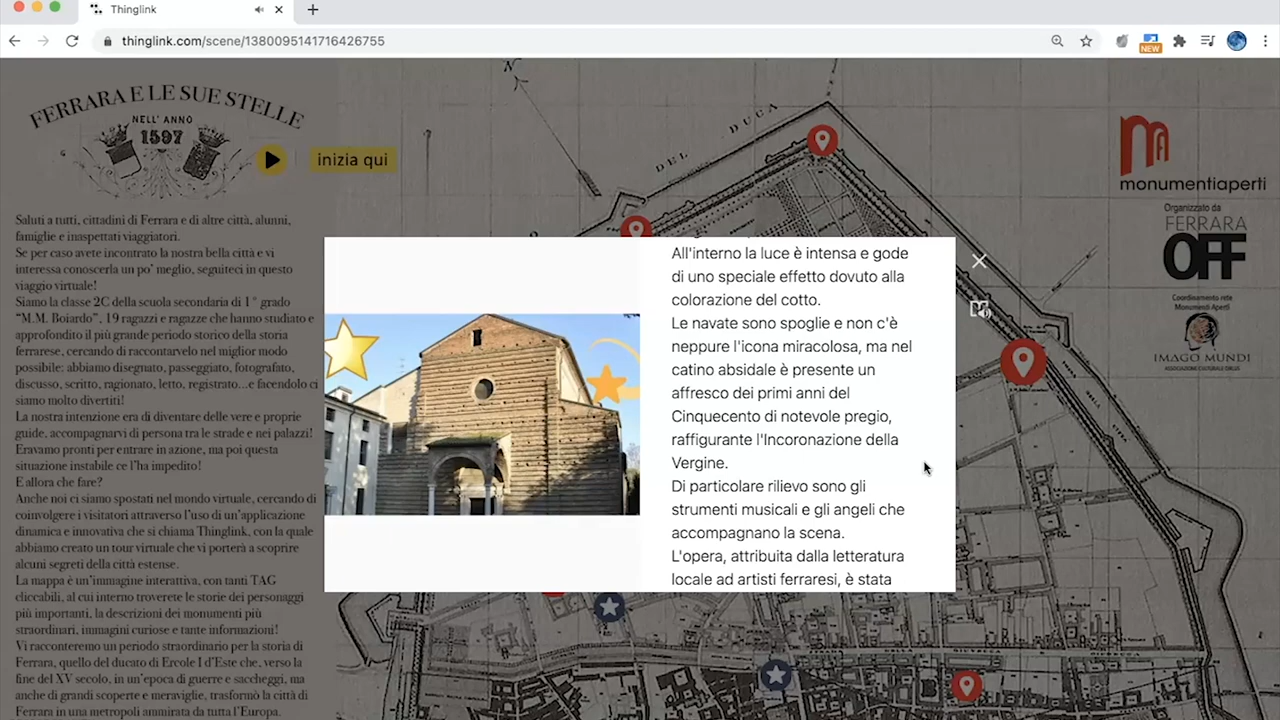 Thinglink
thinglink.com/scene/1380095141716426755
NEW
FERRARA E LE SUE STELLE
NELL' ANNO
1597
inizia qui
Saluti a tutti, cittadini di Ferrara e di altre città, alunni,
famiglie e inaspettati viaggiatori.
Se per caso avete incontrato la nostra bella città e vi
interessa conoscerla un po' meglio, seguiteci in questo
viaggio virtuale!
Siamo la classe 2C della scuola secondaria di 1° grado
“M.M. Boiardo”, 19 ragazzi e ragazze che hanno studiato e
approfondito il più grande periodo storico della storia
ferrarese, cercando di raccontarvelo nel miglior modo
possibile: abbiamo disegnato, passeggiato, fotografato,
discusso, scritto, ragionato, letto, registrato...e facendolo ci
siamo molto divertiti!
La nostra intenzione era di diventare delle vere e proprie
guide, accompagnarvi di persona tra le strade e nei palazzi!
Eravamo pronti per entrare in azione, ma poi questa
situazione instabile ce l'ha impedito!
E allora che fare?
Anche noi ci siamo spostati nel mondo virtuale, cercando di
coinvolgere i visitatori attraverso l'uso di un'applicazione
dinamica e innovativa che si chiama Thinglink, con la quale
abbiamo creato un tour virtuale che vi porterà a scoprire
alcuni segreti della città estense.
La mappa è un'immagine interattiva, con tanti TAG
cliccabili, al cui interno troverete le storie dei personaggi
più importanti, la descrizioni dei monumenti più
straordinari, immagini curiose e tante informazioni!
Vi racconteremo un periodo straordinario per la storia di
Ferrara, quello del ducato di Ercole I d'Este che, verso la
fine del XV secolo, in un'epoca di guerre e saccheggi, ma
anche di grandi scoperte e meraviglie, trasformò la città di
Ferrara in una metropoli ammirata da tutta l'Europa.
N
DEL DUCA
All'interno la luce è intensa e gode
di uno speciale effetto dovuto alla
colorazione del cotto.
Le navate sono spoglie e non c'è
neppure l'icona miracolosa, ma nel
catino absidale è presente un
affresco dei primi anni del
Cinquecento di notevole pregio,
raffigurante l'Incoronazione della
Vergine.
Di particolare rilievo sono gli
strumenti musicali e gli angeli che
accompagnano la scena.
L'opera, attribuita dalla letteratura
locale ad artisti ferraresi, è stata
monumentiaperti
Organizzato da
FERRARA
OFF
Coordinamento rete
Monumenti Aperti
IMAGO MUNDI